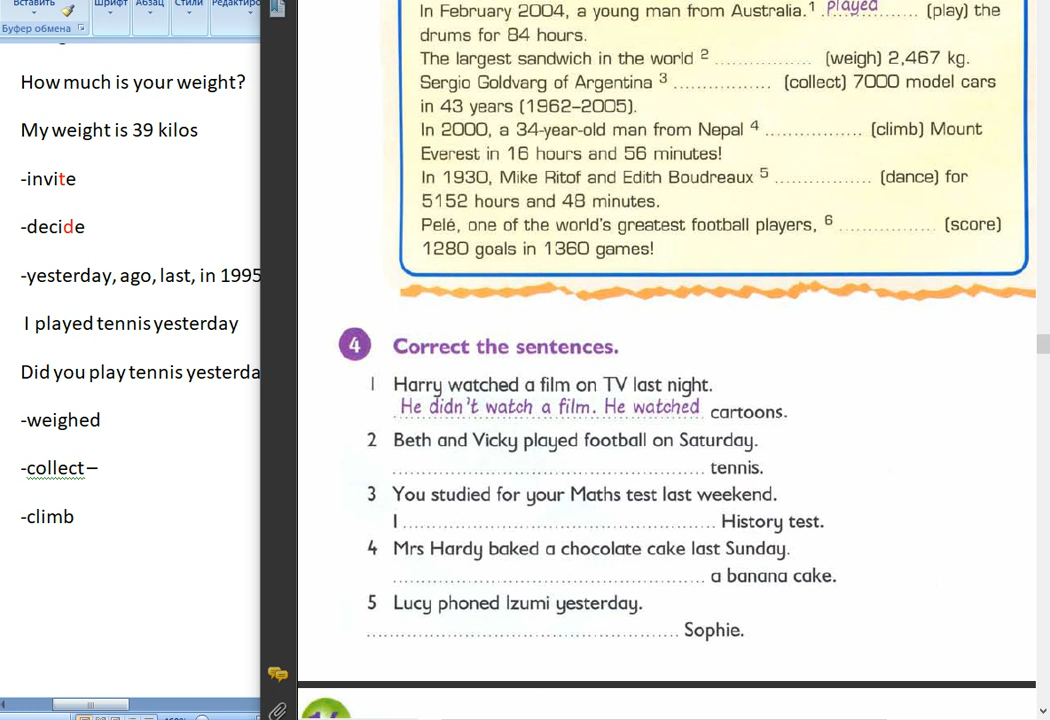 Вставить
Шрифт
Абзац
Стили
Редактиро
Буфер обмена
How much is your weight?
My weight is 39 kilos
-invite
-decide
-yesterday, ago, last, in 1995
I played tennis yesterday
Did you play tennis yesterda
-weighed
-collect–
-climb
In February 2004, a young man from Australia.¹ .played............ (play) the
drums for 84 hours.
The largest sandwich in the world ² ................ (weigh) 2,467 kg.
Sergio Goldvarg of Argentina ³ ................ (collect) 7000 model cars
in 43 years (1962–2005).
In 2000, a 34-year-old man from Nepal ⁴ ................ (climb) Mount
Everest in 16 hours and 56 minutes!
In 1930, Mike Ritof and Edith Boudreaux ⁵ ................ (dance) for
5152 hours and 48 minutes.
Pelé, one of the world's greatest football players, ⁶ ................ (score)
1280 goals in 1360 games!
4 Correct the sentences.
1 Harry watched a film on TV last night.
He didn't watch a film. He watched cartoons.
2 Beth and Vicky played football on Saturday.
................................................ tennis.
3 You studied for your Maths test last weekend.
I ................................................ History test.
4 Mrs Hardy baked a chocolate cake last Sunday.
................................................ a banana cake.
5 Lucy phoned Izumi yesterday.
................................................ Sophie.